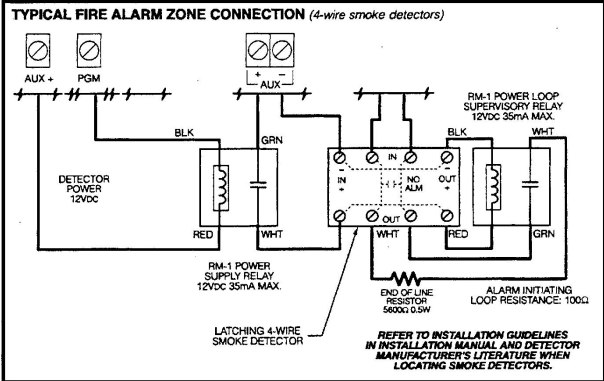 TYPICAL FIRE ALARM ZONE CONNECTION (4-wire smoke detectors)
AUX +
PGM
+ −
AUX
RM-1 POWER LOOP
SUPERVISORY RELAY
12VDC 35mA MAX.
BLK
GRN
BLK
WHT
DETECTOR
POWER
12VDC
IN
−
IN
+
NO
ALM
−
OUT
+
OUT
RED
WHT
WHT
RED
GRN
RM-1 POWER
SUPPLY RELAY
12VDC 35mA MAX.
END OF LINE
RESISTOR
5600Ω 0.5W
ALARM INITIATING
LOOP RESISTANCE: 100Ω
LATCHING 4-WIRE
SMOKE DETECTOR
REFER TO INSTALLATION GUIDELINES
IN INSTALLATION MANUAL AND DETECTOR
MANUFACTURER'S LITERATURE WHEN
LOCATING SMOKE DETECTORS.